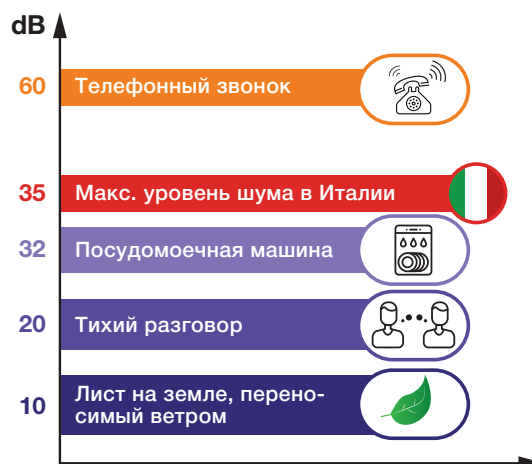 dB
60 Телефонный звонок
35 Макс. уровень шума в Италии
32 Посудомоечная машина
20 Тихий разговор
10 Лист на земле, перено-
симый ветром